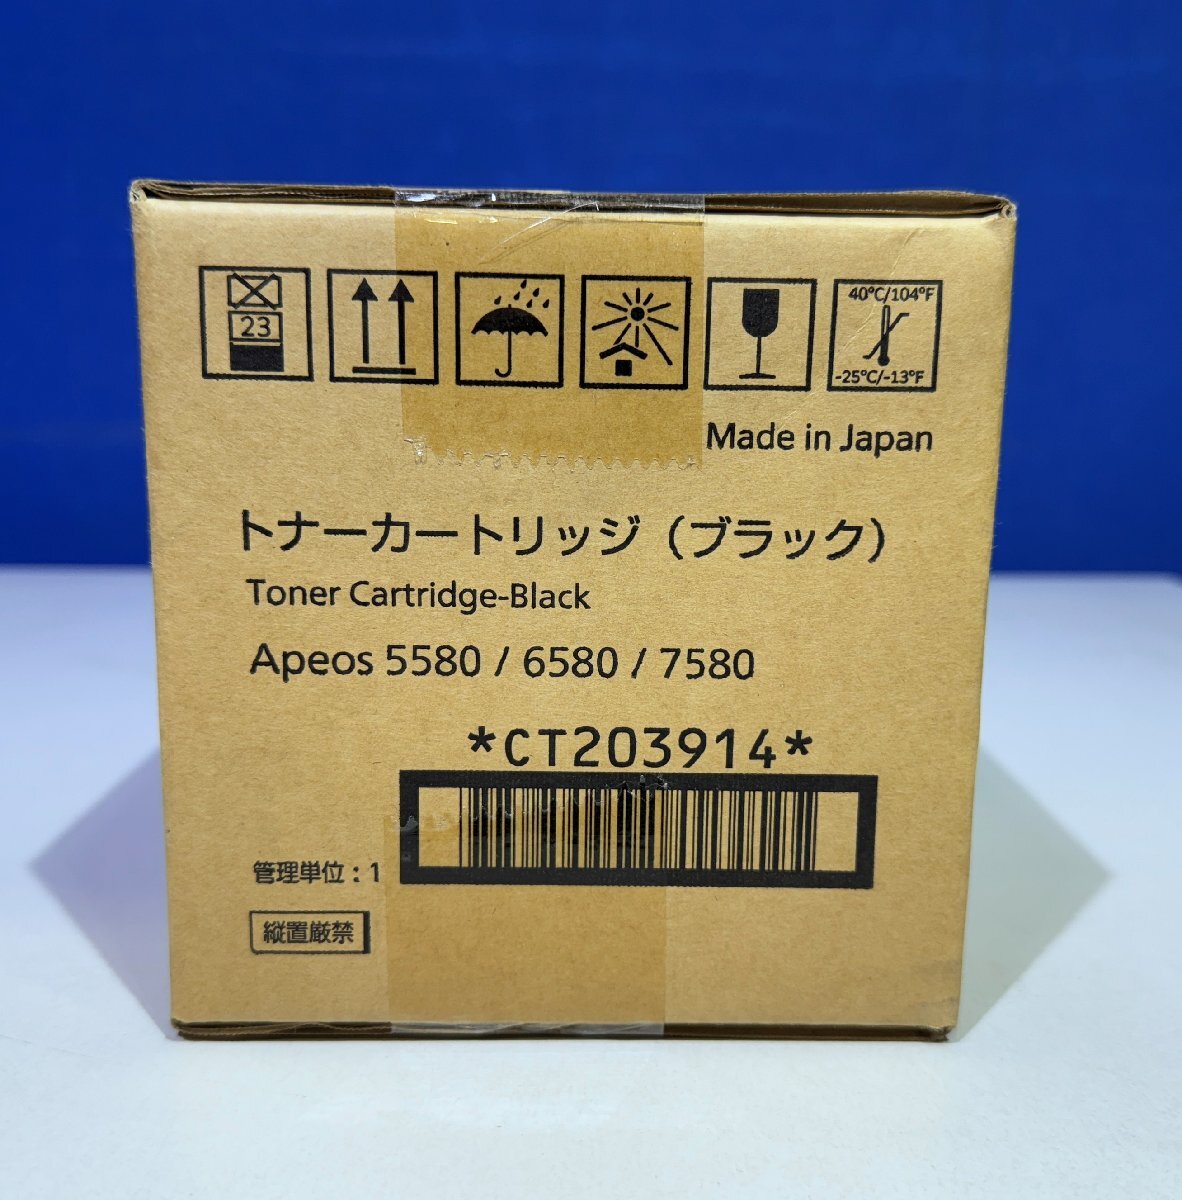 23
40°C/104°F
-25°C/-13°F
Made in Japan
トナーカートリッジ（ブラック）
Toner Cartridge-Black
Apeos 5580 / 6580 / 7580
*CT203914*
管理単位：1
縦置厳禁